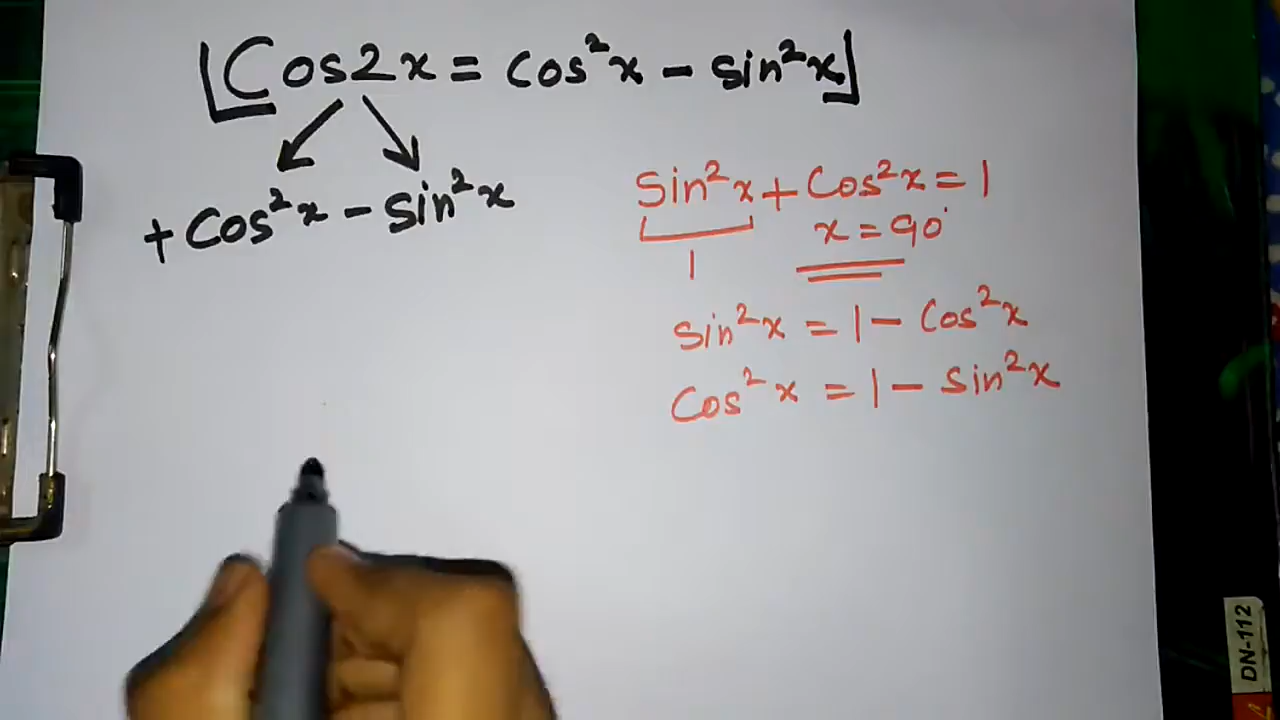 [Cos2x = cos²x - sin²x]
+ Cos²x - sin²x
Sin²x + Cos²x = 1
1
x = 90°
sin²x = 1 - Cos²x
Cos²x = 1 - sin²x
DN-112